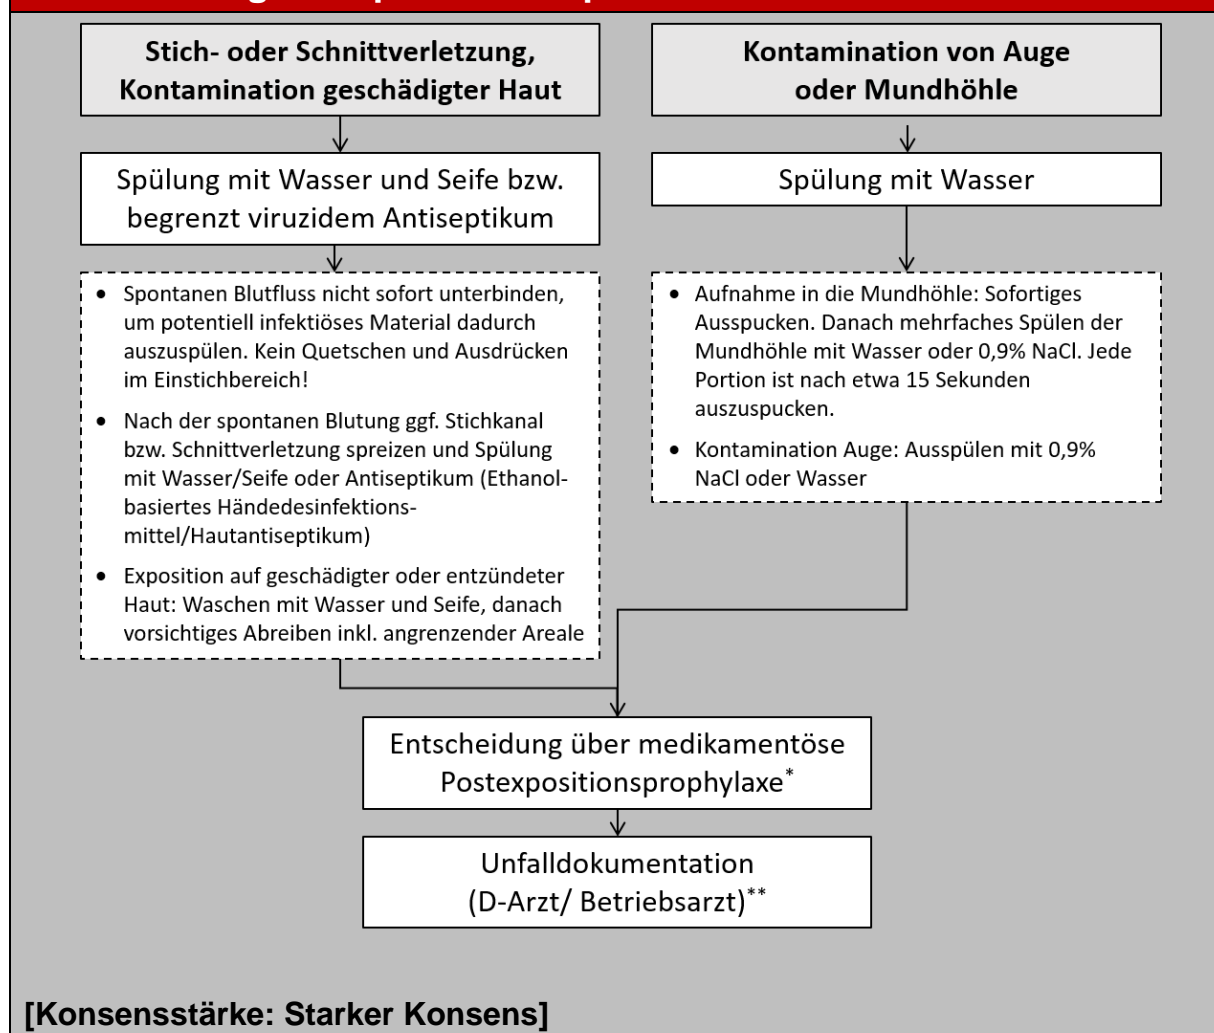 Stich- oder Schnittverletzung,
Kontamination geschädigter Haut
Spülung mit Wasser und Seife bzw.
begrenzt viruzidem Antiseptikum
• Spontanen Blutfluss nicht sofort unterbinden,
um potentiell infektiöses Material dadurch
auszuspülen. Kein Quetschen und Ausdrücken
im Einstichbereich!
• Nach der spontanen Blutung ggf. Stichkanal
bzw. Schnittverletzung spreizen und Spülung
mit Wasser/Seife oder Antiseptikum (Ethanol-
basiertes Händedesinfektions-
mittel/Hautantiseptikum)
• Exposition auf geschädigter oder entzündeter
Haut: Waschen mit Wasser und Seife, danach
vorsichtiges Abreiben inkl. angrenzender Areale
Kontamination von Auge
oder Mundhöhle
Spülung mit Wasser
• Aufnahme in die Mundhöhle: Sofortiges
Ausspucken. Danach mehrfaches Spülen der
Mundhöhle mit Wasser oder 0,9% NaCl. Jede
Portion ist nach etwa 15 Sekunden
auszuspucken.
• Kontamination Auge: Ausspülen mit 0,9%
NaCl oder Wasser
Entscheidung über medikamentöse
Postexpositionsprophylaxe*
Unfalldokumentation
(D-Arzt/ Betriebsarzt)**
[Konsensstärke: Starker Konsens]